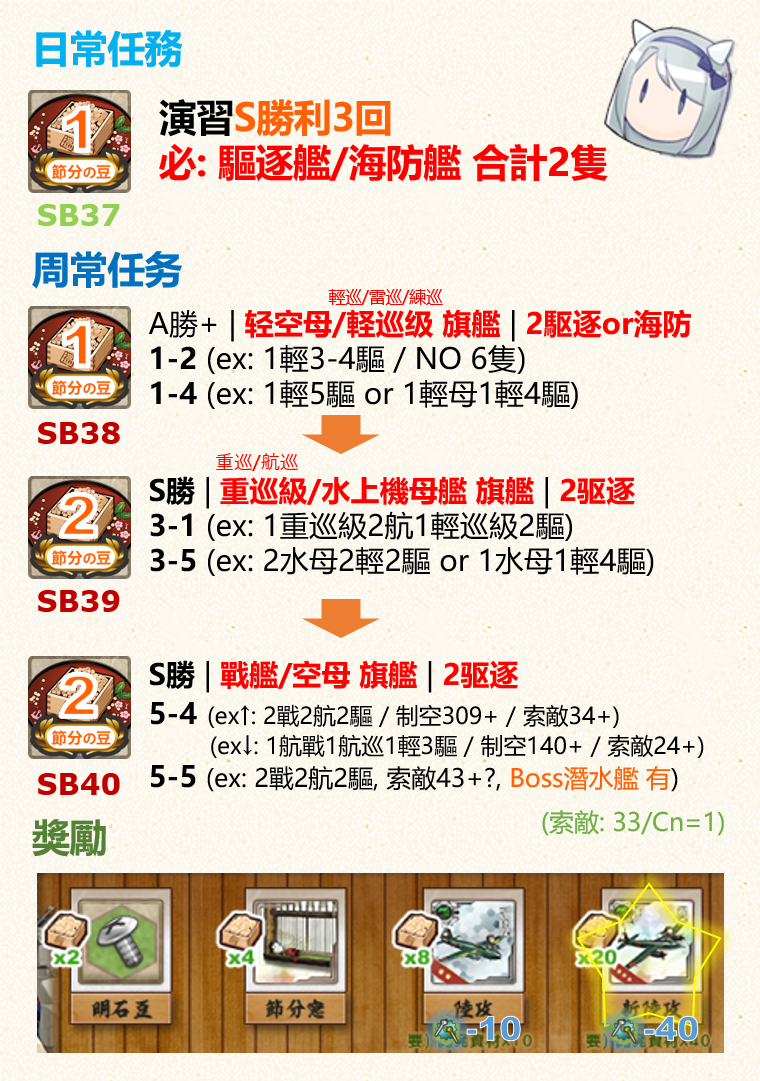 日常任務
1
節分の豆
SB37
演習S勝利3回
必: 驅逐艦/海防艦 合計2隻
周常任务
1
節分の豆
SB38
輕巡/雷巡/練巡
A勝+ | 轻空母/軽巡级 旗艦 | 2駆逐or海防
1-2 (ex: 1輕3-4驅 / NO 6隻)
1-4 (ex: 1輕5驅 or 1輕母1輕4驅)
2
節分の豆
SB39
重巡/航巡
S勝 | 重巡級/水上機母艦 旗艦 | 2驱逐
3-1 (ex: 1重巡級2航1輕巡級2驅)
3-5 (ex: 2水母2輕2驅 or 1水母1輕4驅)
2
節分の豆
SB40
S勝 | 戰艦/空母 旗艦 | 2驱逐
5-4 (ex↑: 2戰2航2驅 / 制空309+ / 索敵34+)
(ex↓: 1航戰1航巡1輕3驅 / 制空140+ / 索敵24+)
5-5 (ex: 2戰2航2驅, 索敵43+?, Boss潛水艦 有)
(索敵: 33/Cn=1)
獎勵
x2
明石豆
x4
節分窓
x8
陸攻
-10
x20
新陸攻
-40